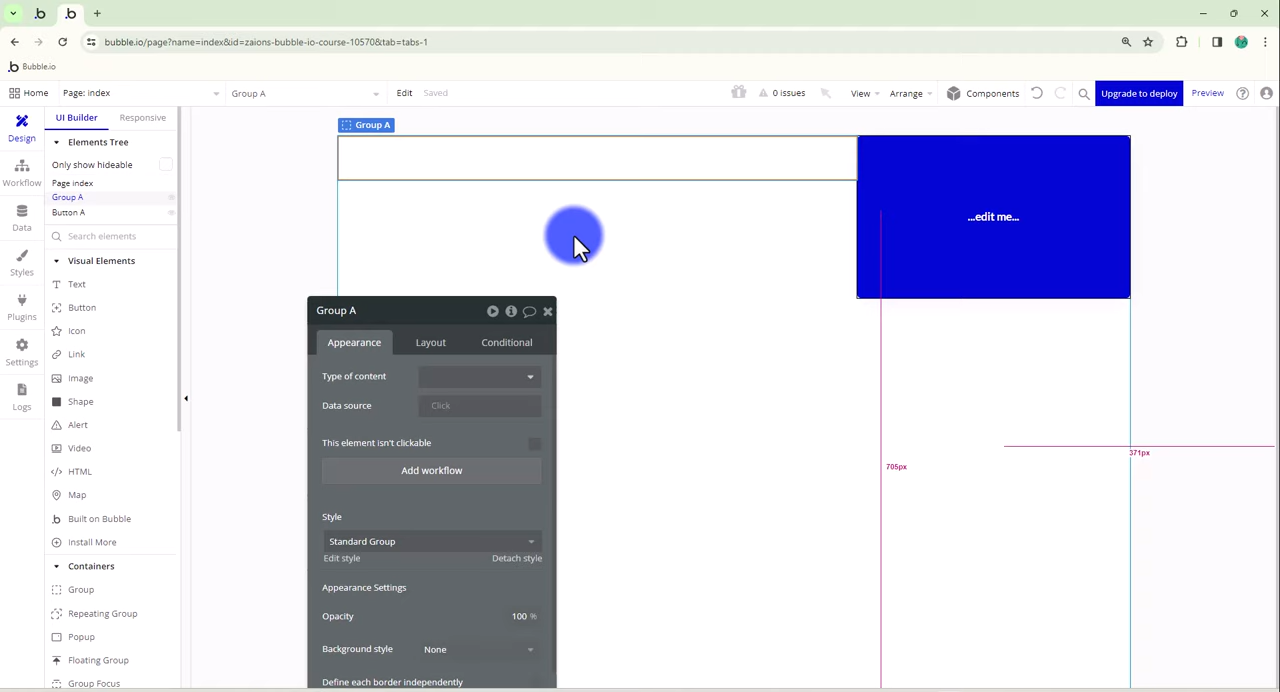 bubble.io/page?name=index&id=zaions-bubble-io-course-10570&tab=tabs-1
Bubble.io
Home
Page: index
Group A
Edit
Saved
0 issues
View
Arrange
Components
Upgrade to deploy
Preview
Design
Workflow
Data
Styles
Plugins
Settings
Logs
UI Builder
Responsive
Elements Tree
Only show hideable
Page index
Group A
Button A
Search elements
Visual Elements
Text
Button
Icon
Link
Image
Shape
Alert
Video
HTML
Map
Built on Bubble
Install More
Containers
Group
Repeating Group
Popup
Floating Group
Group Focus
Group A
...edit me...
705px
371px
Group A
Appearance
Layout
Conditional
Type of content
Data source
Click
This element isn't clickable
Add workflow
Style
Standard Group
Edit style
Detach style
Appearance Settings
Opacity
100 %
Background style
None
Define each border independently